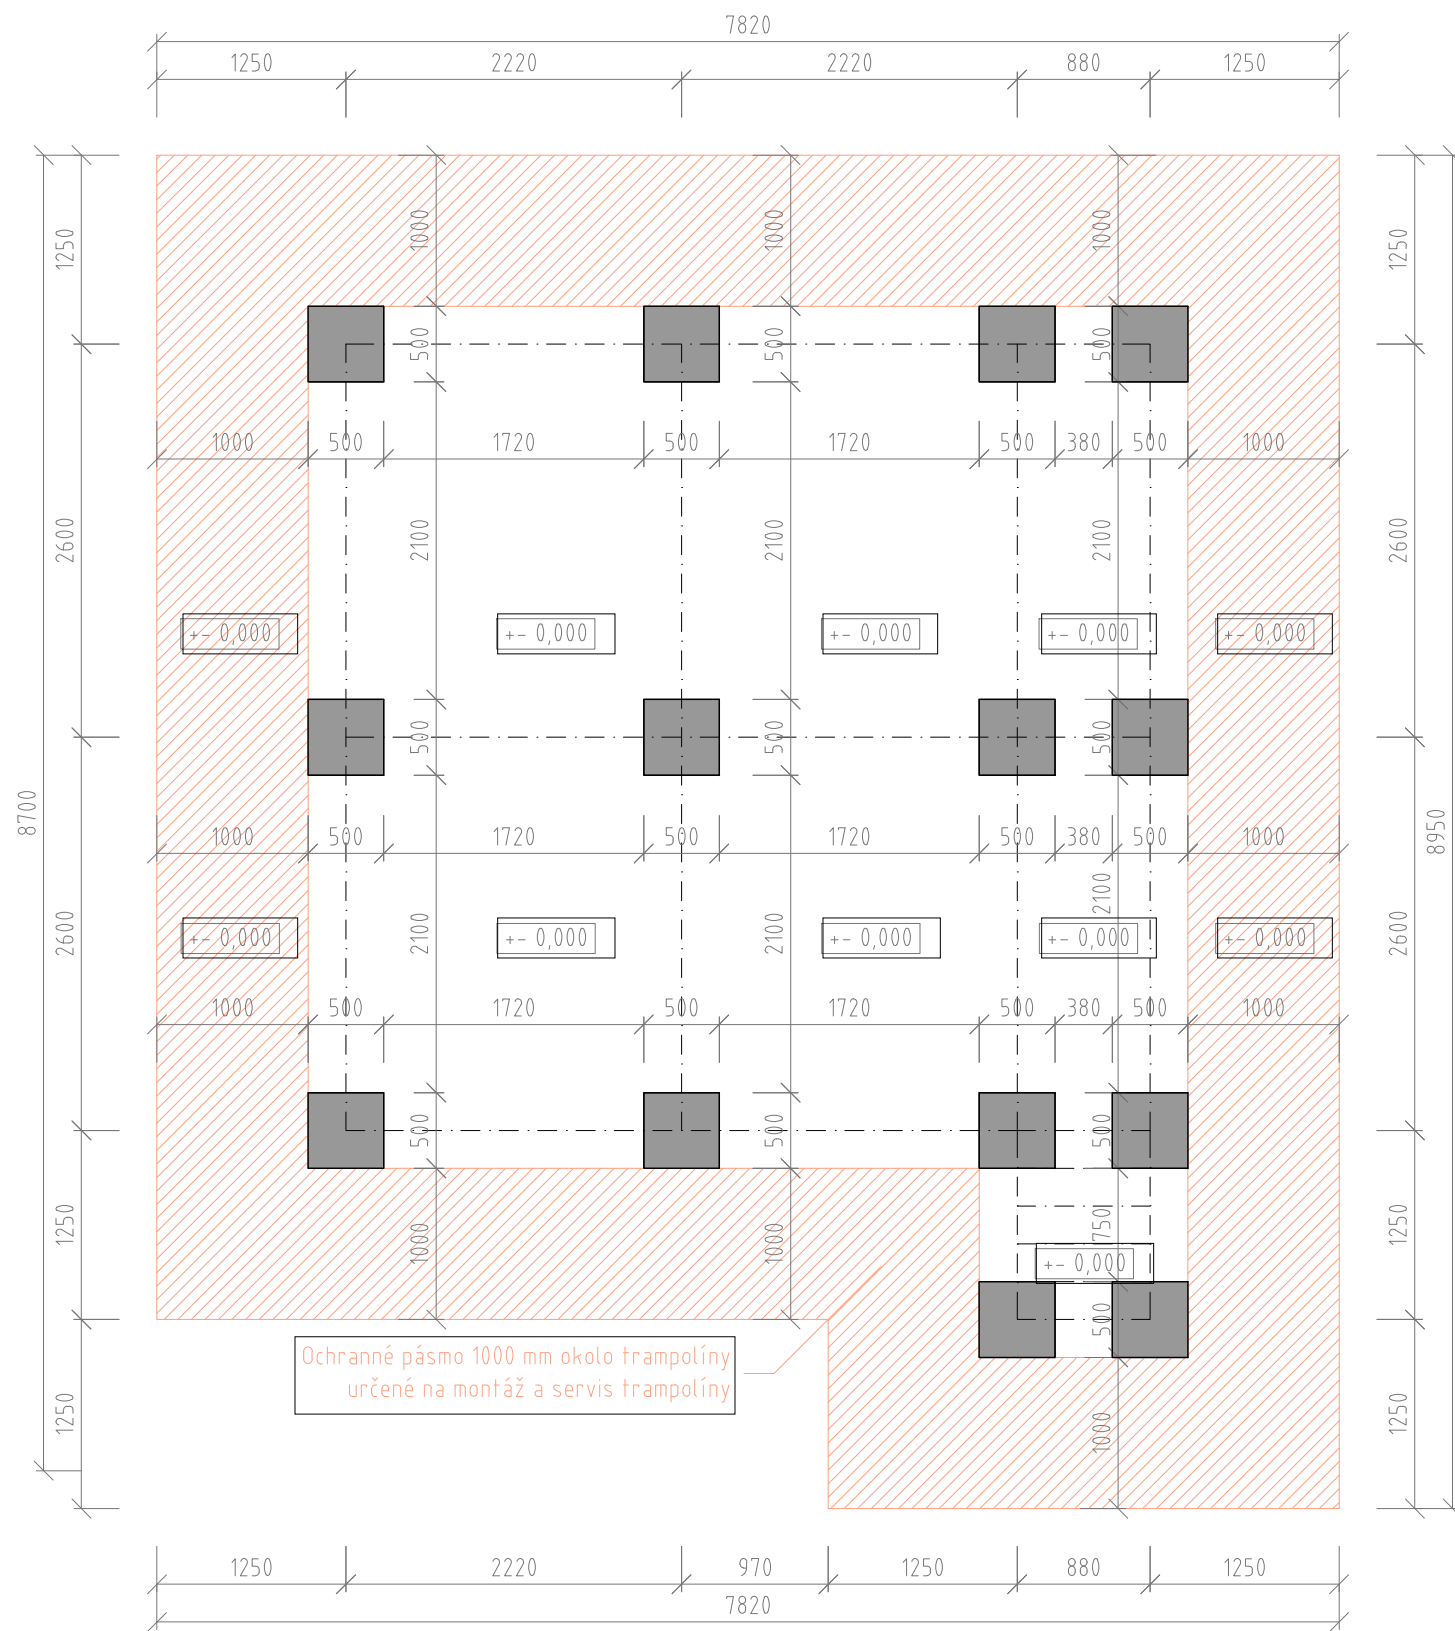 7820
1250 2220 2220 880 1250
1000 1000 1000
1250 1250
500 500 500
1000 500 1720 500 1720 500 380 500 1000
2600 2100 2100 2100 2600
+- 0,000 +- 0,000 +- 0,000 +- 0,000 +- 0,000
500 500 500
8700 8950
1000 500 1720 500 1720 500 380 500 1000
2100
2600 2100 2100 2600
+- 0,000 +- 0,000 +- 0,000 +- 0,000 +- 0,000
1000 500 1720 500 1720 500 380 500 1000
500 500 500
1250 1000 1000 750 1250
+- 0,000
500
Ochranné pásmo 1000 mm okolo trampolíny
určené na montáž a servis trampolíny
1250 1000 1250
1250 2220 970 1250 880 1250
7820